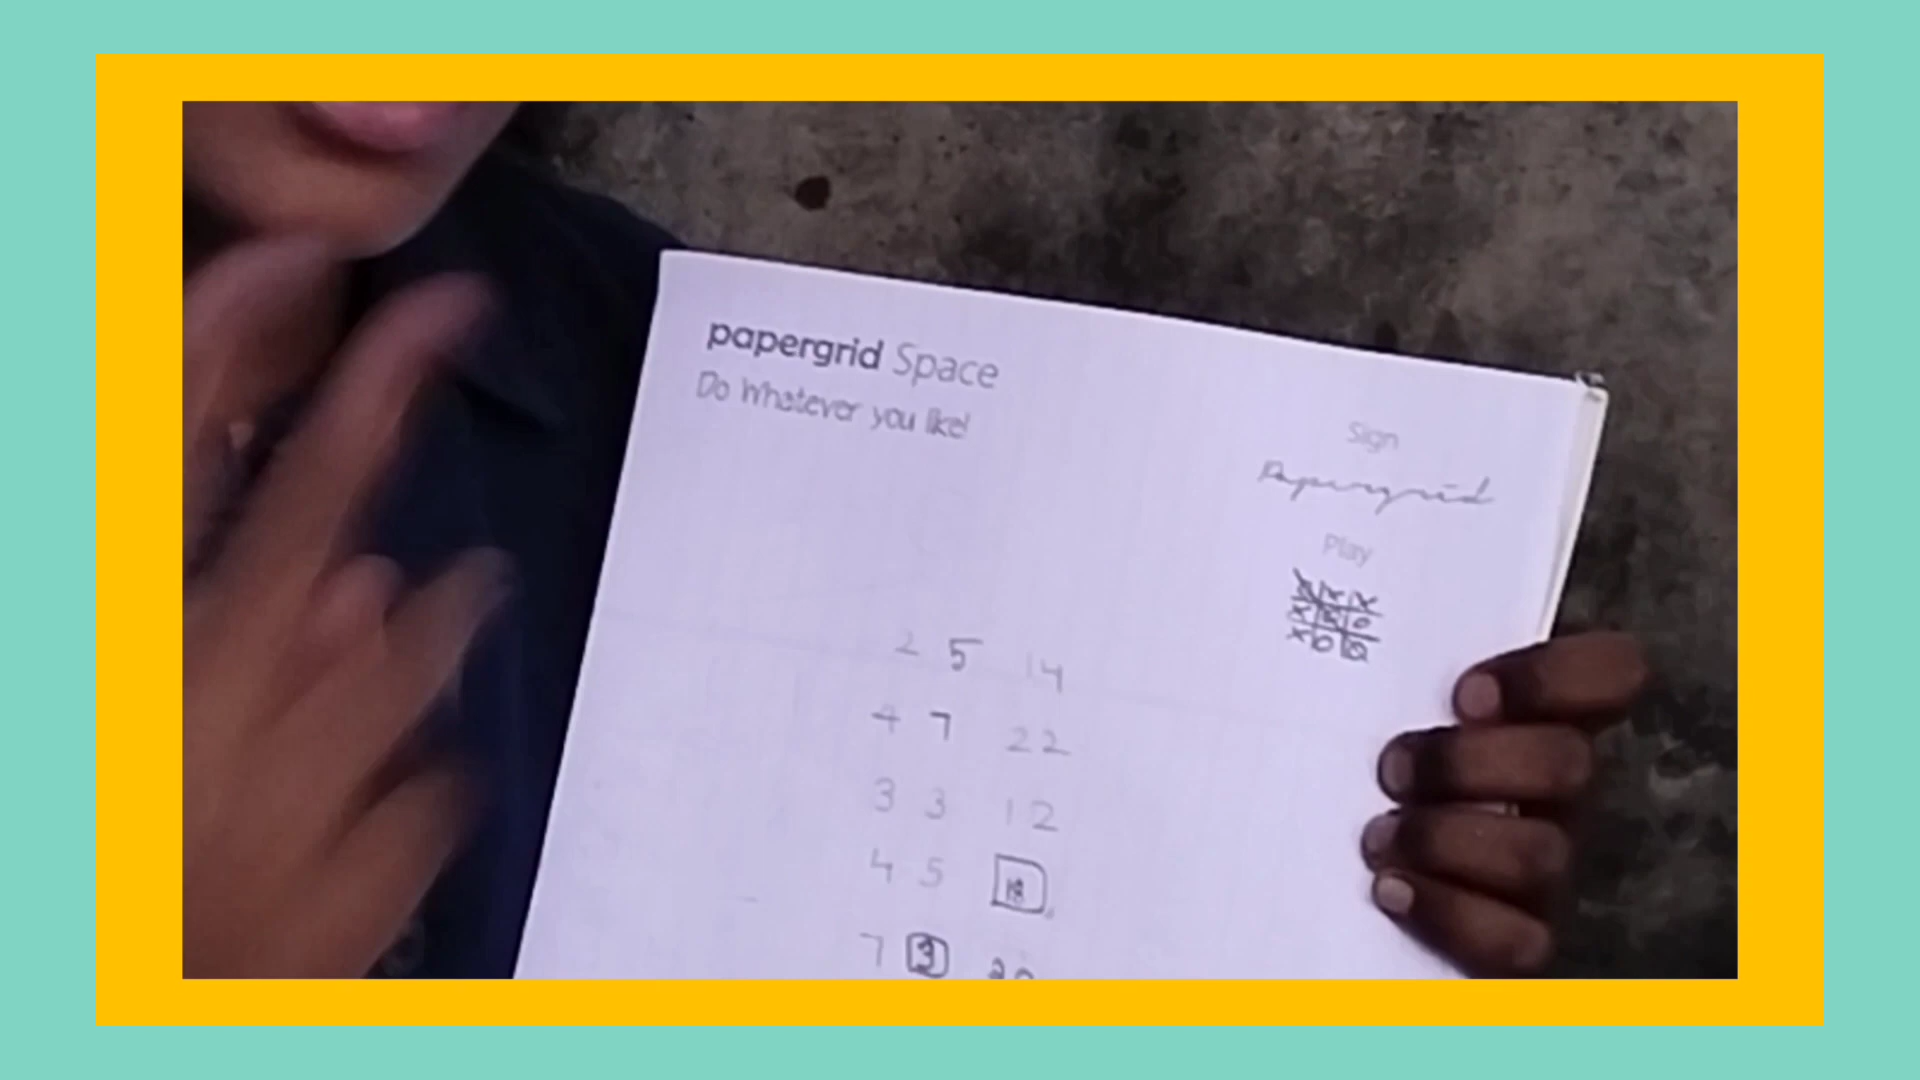 papergrid Space
Do Whatever you like!
Sign
Papergrid
Play
2 5 14
4 7 22
3 3 12
4 5 18
7 3 20